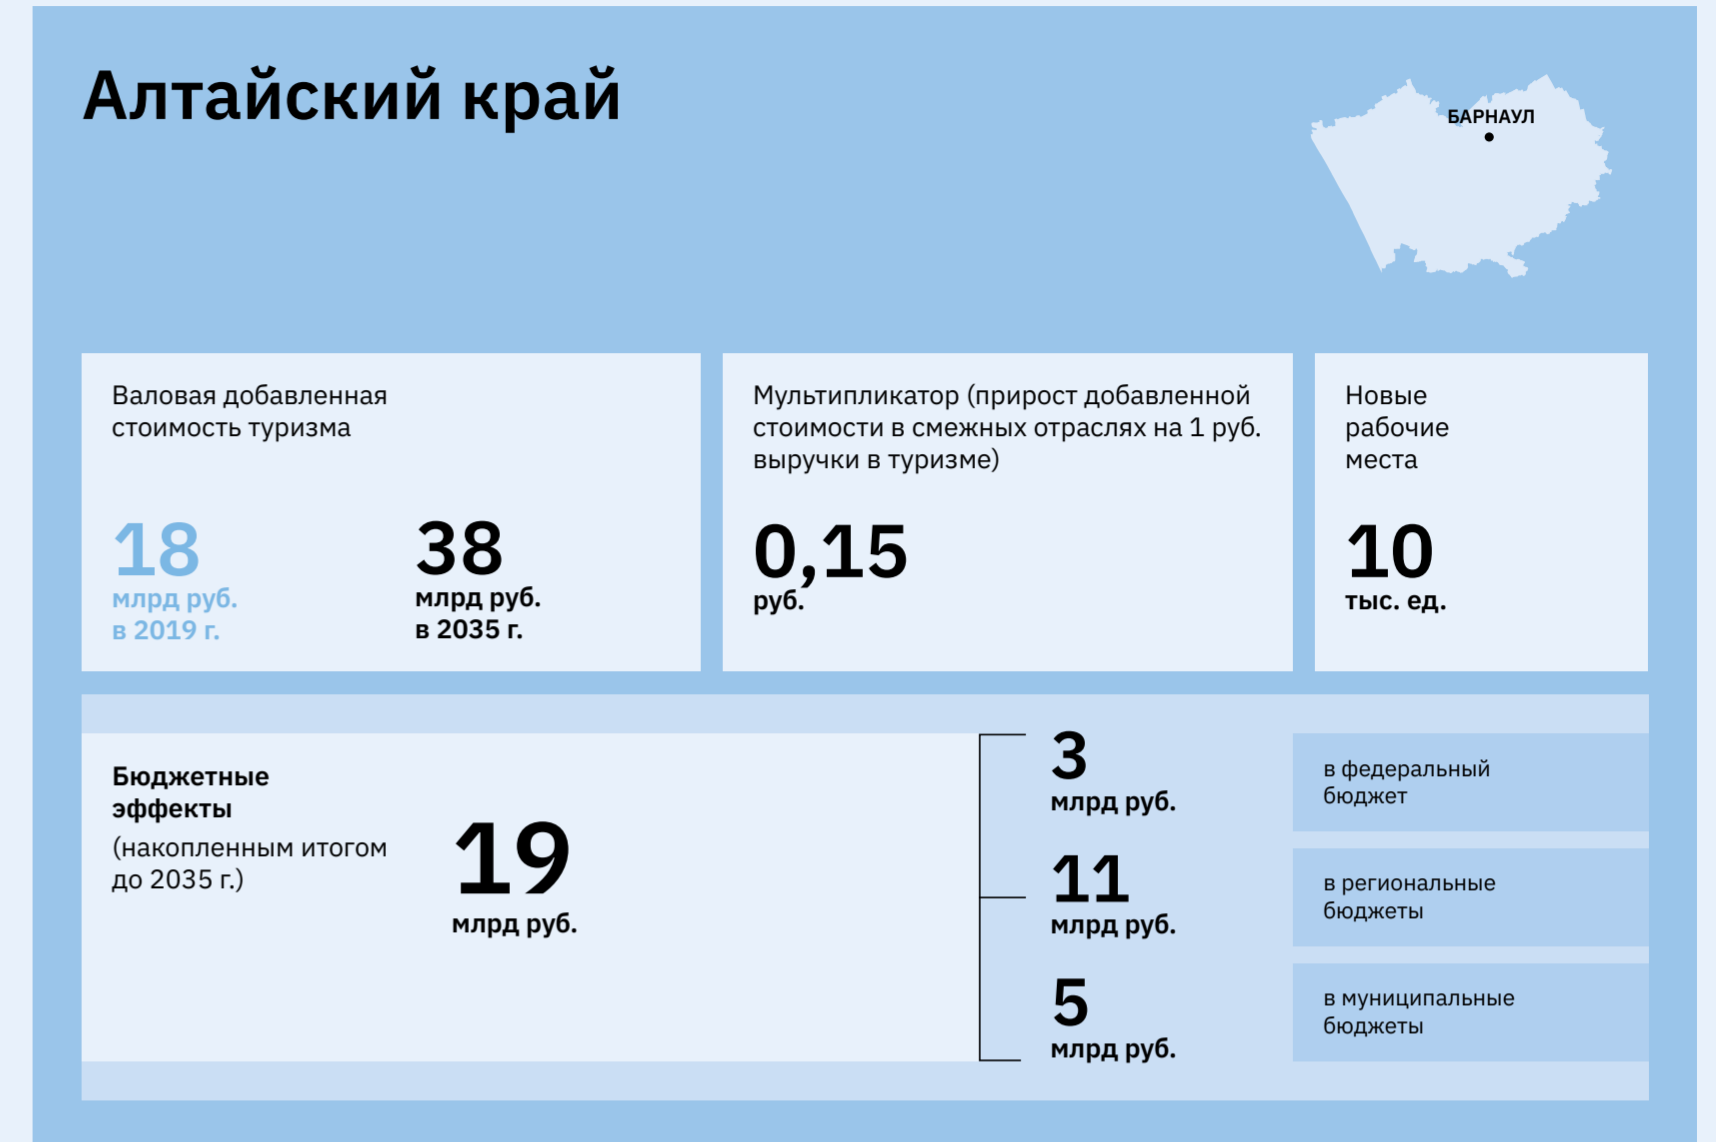 Алтайский край
БАРНАУЛ
Валовая добавленная
стоимость туризма
18
млрд руб.
в 2019 г.
38
млрд руб.
в 2035 г.
Мультипликатор (прирост добавленной
стоимости в смежных отраслях на 1 руб.
выручки в туризме)
0,15
руб.
Новые
рабочие
места
10
тыс. ед.
Бюджетные
эффекты
(накопленным итогом
до 2035 г.)
19
млрд руб.
3
млрд руб.
в федеральный
бюджет
11
млрд руб.
в региональные
бюджеты
5
млрд руб.
в муниципальные
бюджеты